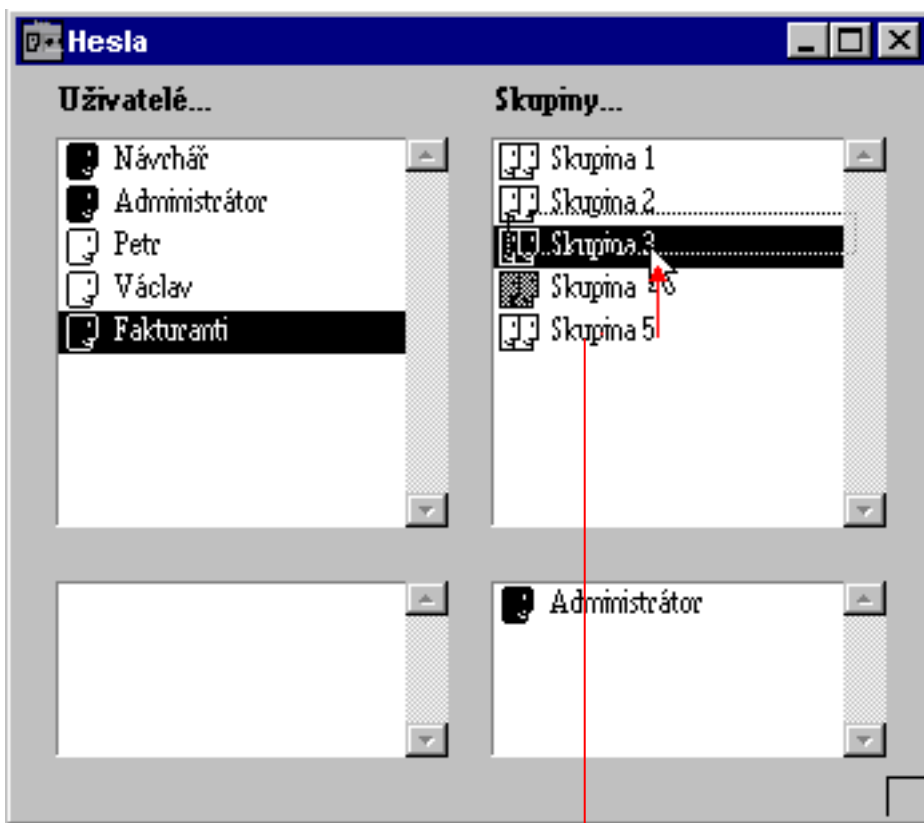 Hesla
Uživatelé...
Návrhář
Administrátor
Petr
Václav
Fakturanti
Skupiny...
Skupina 1
Skupina 2
Skupina 3
Skupina
Skupina 5
Administrátor